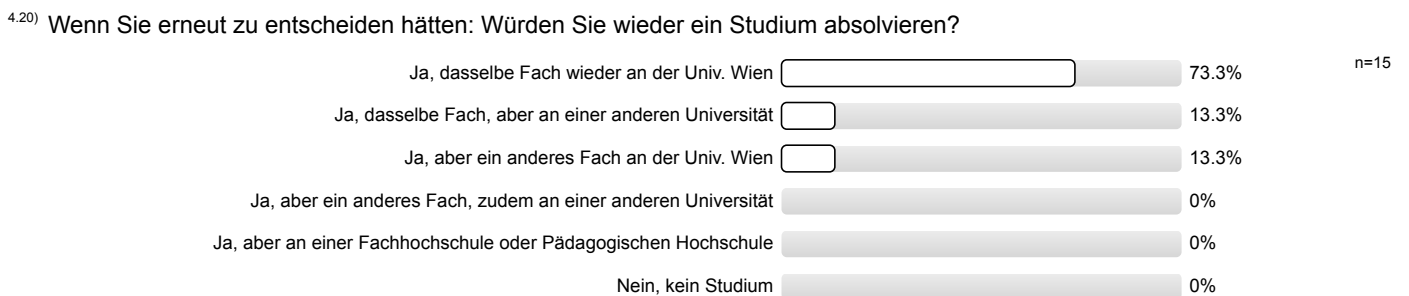 4.20) Wenn Sie erneut zu entscheiden hätten: Würden Sie wieder ein Studium absolvieren?
Ja, dasselbe Fach wieder an der Univ. Wien 73.3% n=15
Ja, dasselbe Fach, aber an einer anderen Universität 13.3%
Ja, aber ein anderes Fach an der Univ. Wien 13.3%
Ja, aber ein anderes Fach, zudem an einer anderen Universität 0%
Ja, aber an einer Fachhochschule oder Pädagogischen Hochschule 0%
Nein, kein Studium 0%